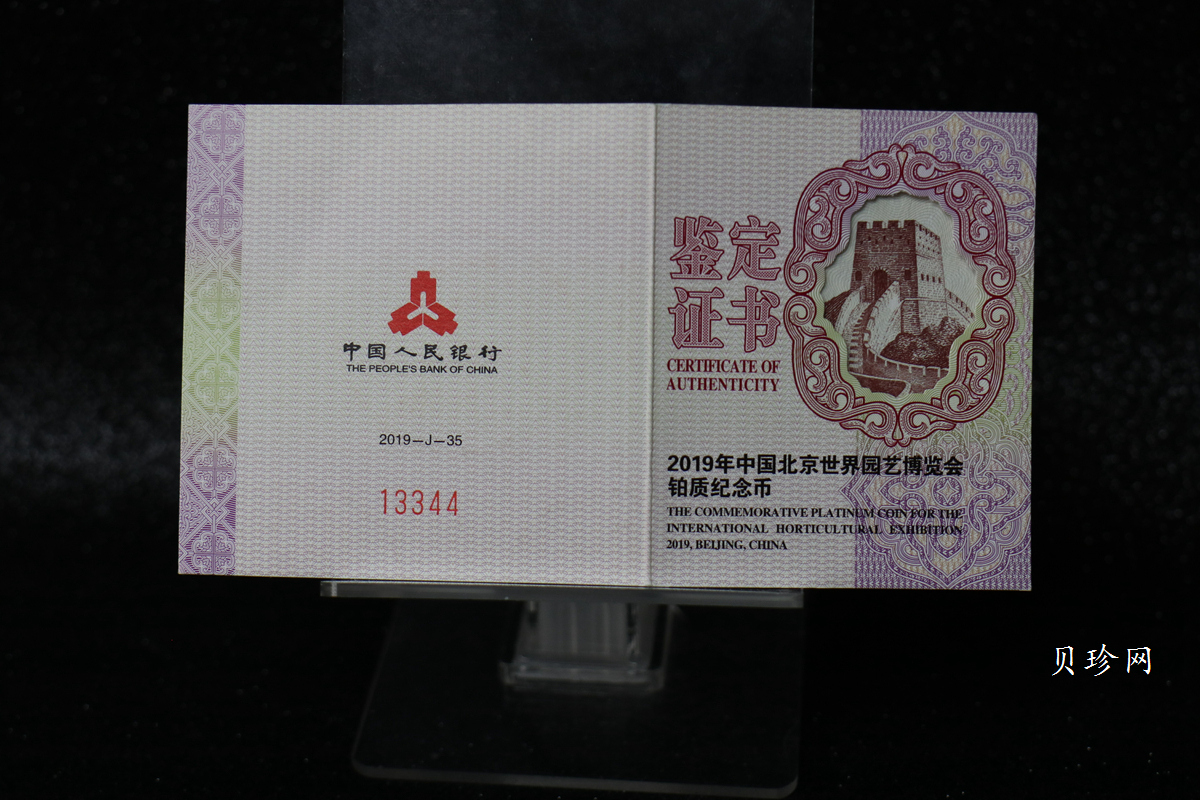 中国人民银行
THE PEOPLE'S BANK OF CHINA
2019—J—35
13344
鉴定
证书
CERTIFICATE OF
AUTHENTICITY
2019年中国北京世界园艺博览会
铂质纪念币
THE COMMEMORATIVE PLATINUM COIN FOR THE
INTERNATIONAL HORTICULTURAL EXHIBITION
2019, BEIJING, CHINA
贝珍网